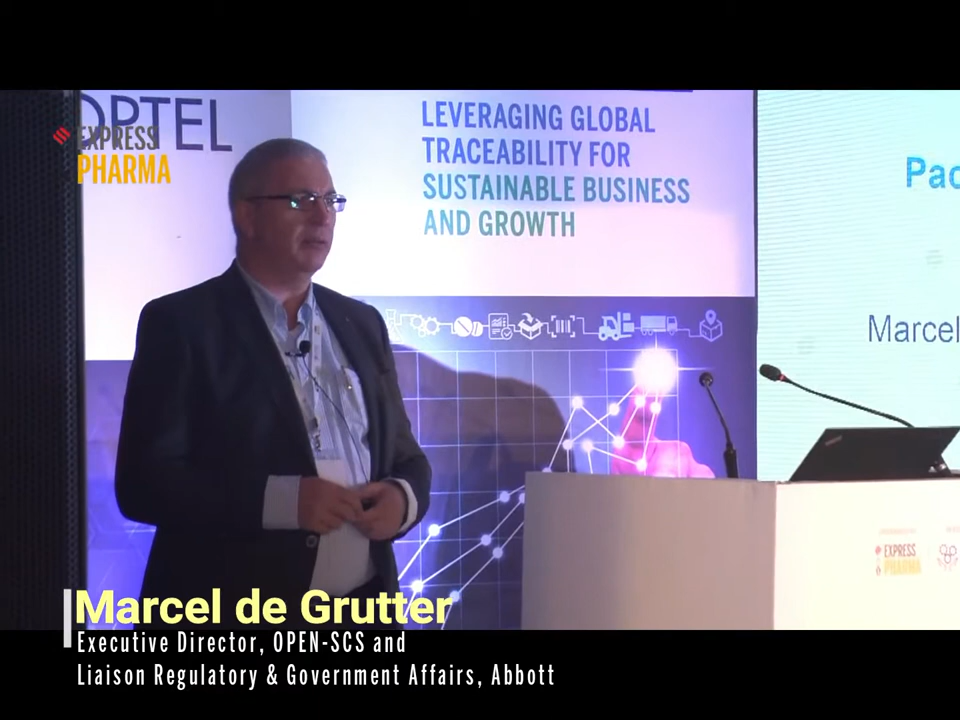 OPTEL
EXPRESS
PHARMA
LEVERAGING GLOBAL
TRACEABILITY FOR
SUSTAINABLE BUSINESS
AND GROWTH
Pac
Marcel
EXPRESS
PHARMA
Marcel de Grutter
Executive Director, OPEN-SCS and
Liaison Regulatory & Government Affairs, Abbott